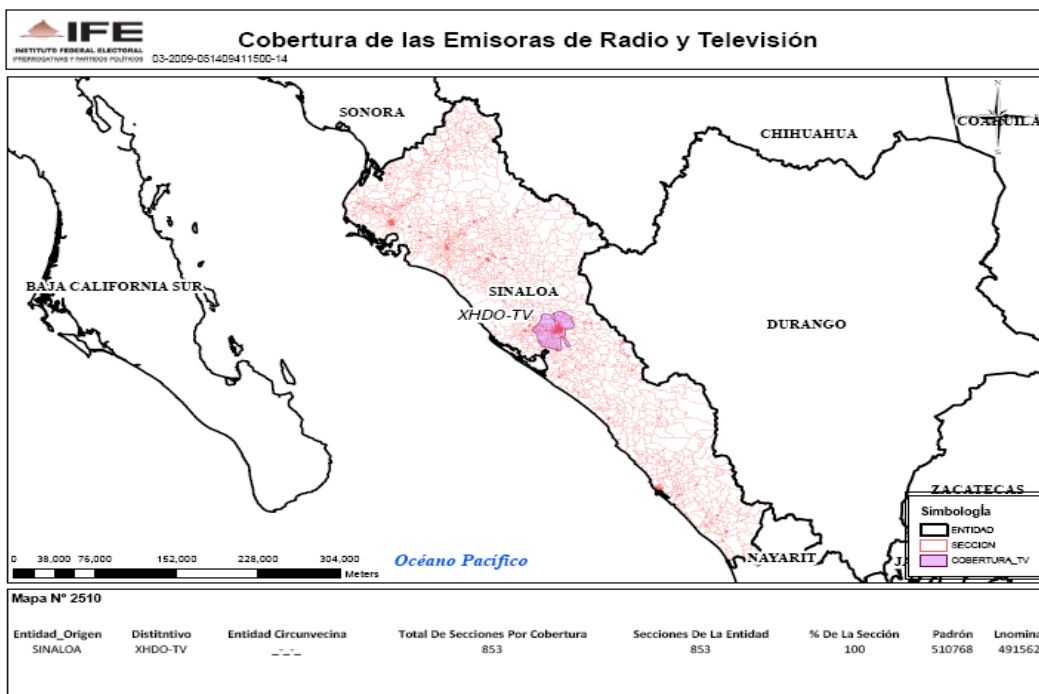 IFE
INSTITUTO FEDERAL ELECTORAL
PRERROGATIVAS Y PARTIDOS POLÍTICOS
03-2009-051409411500-14
Cobertura de las Emisoras de Radio y Televisión
N
SONORA
CHIHUAHUA
COAHUILA
S
BAJA CALIFORNIA SUR
SINALOA
XHDO-TV
DURANGO
ZACATECAS
NAYARIT
Simbología
ENTIDAD
SECCION
COBERTURA_TV
0 38,000 76,000 152,000 228,000 304,000
Meters
Océano Pacífico
Mapa N° 2510
Entidad_Origen Distitntivo Entidad Circunvecina Total De Secciones Por Cobertura Secciones De La Entidad % De La Sección Padrón Lnomina
SINALOA XHDO-TV _-_-_ 853 853 100 510768 491562